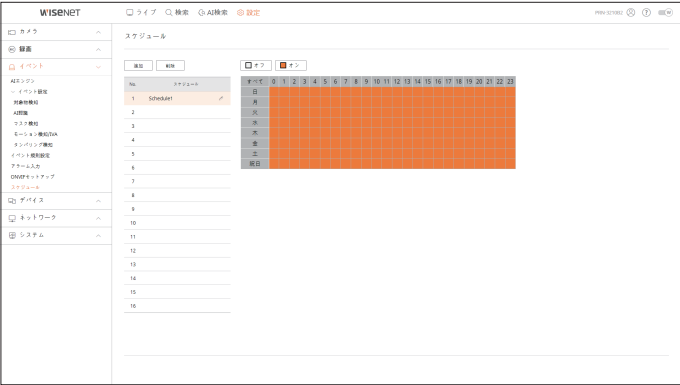 WISENET
ライブ 検索 AI検索 設定
PRN-3210B2
カメラ
録画
イベント
AIエンジン
イベント設定
対象物検知
AI認識
マスク検知
モーション検知/IVA
タンパリング検知
イベント規則設定
アラーム入力
ONVIFセットアップ
スケジュール
デバイス
ネットワーク
システム
スケジュール
追加 削除
No. スケジュール
1 Schedule1
2
3
4
5
6
7
8
9
10
11
12
13
14
15
16
オフ オン
すべて 0 1 2 3 4 5 6 7 8 9 10 11 12 13 14 15 16 17 18 19 20 21 22 23
日
月
火
水
木
金
土
祝日